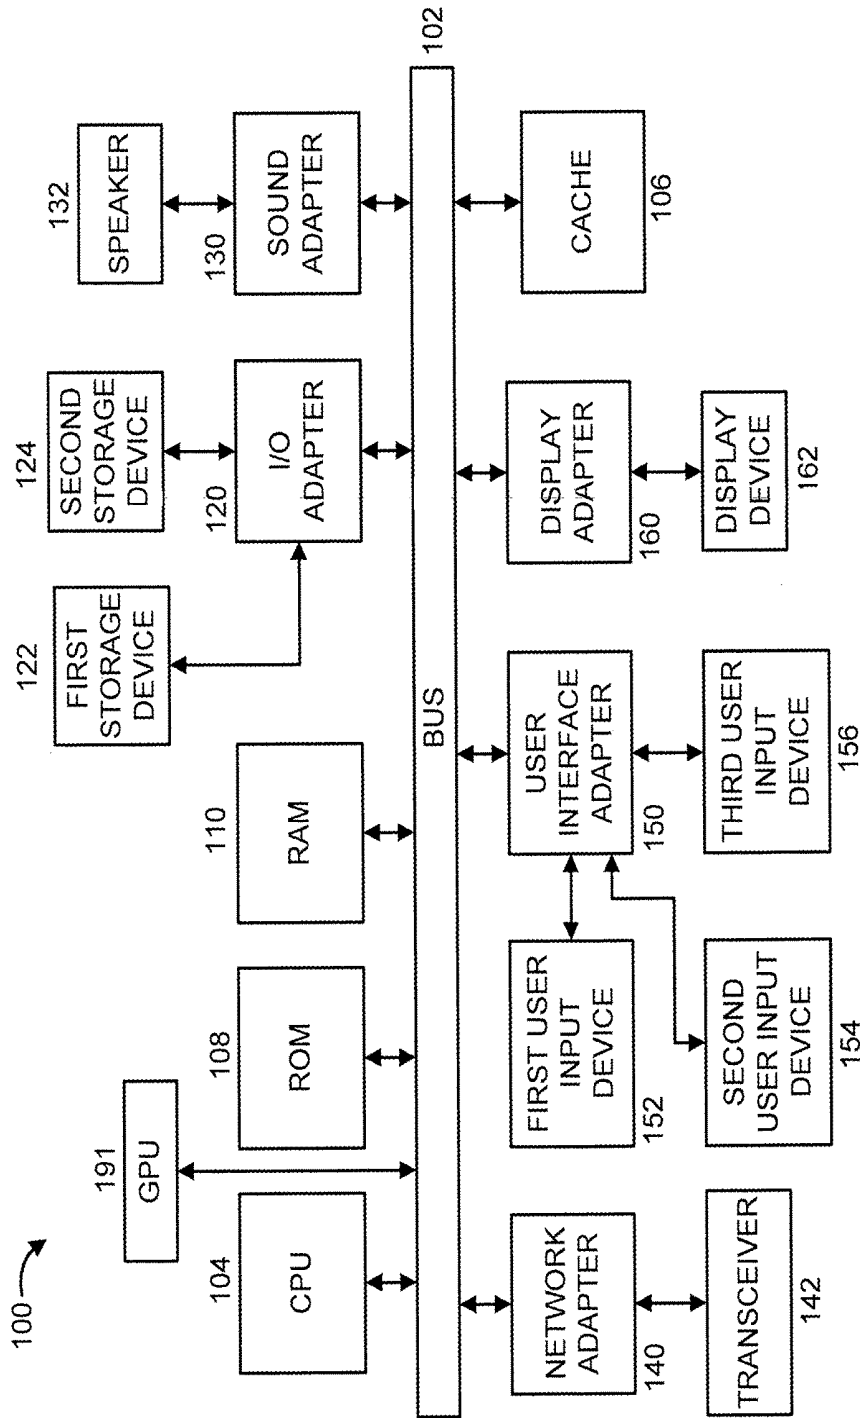 100
191
GPU
104
CPU
108
ROM
110
RAM
122
FIRST
STORAGE
DEVICE
124
SECOND
STORAGE
DEVICE
120
I/O
ADAPTER
132
SPEAKER
130
SOUND
ADAPTER
BUS
102
NETWORK
ADAPTER
140
TRANSCEIVER
142
FIRST USER
INPUT
DEVICE
152
SECOND
USER INPUT
DEVICE
154
USER
INTERFACE
ADAPTER
150
THIRD USER
INPUT
DEVICE
156
DISPLAY
ADAPTER
160
DISPLAY
DEVICE
162
CACHE
106